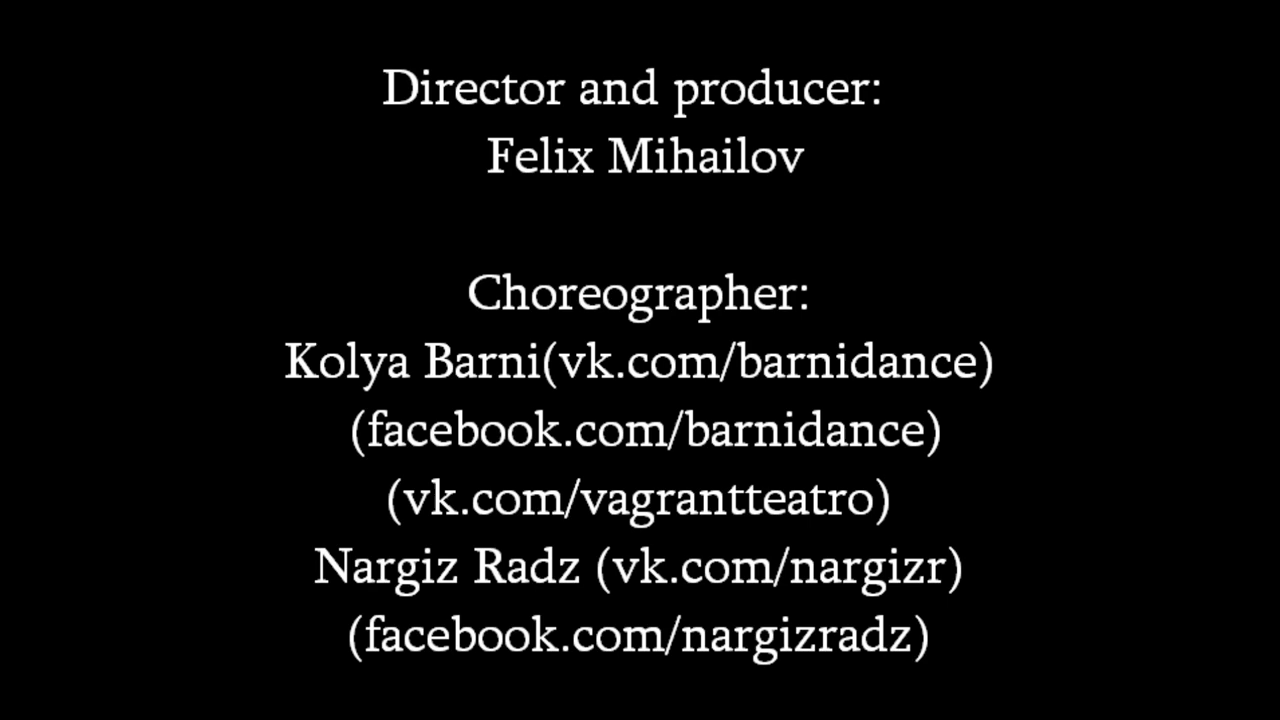 Director and producer:
Felix Mihailov
Choreographer:
Kolya Barni(vk.com/barnidance)
(facebook.com/barnidance)
(vk.com/vagrantteatro)
Nargiz Radz (vk.com/nargizr)
(facebook.com/nargizradz)